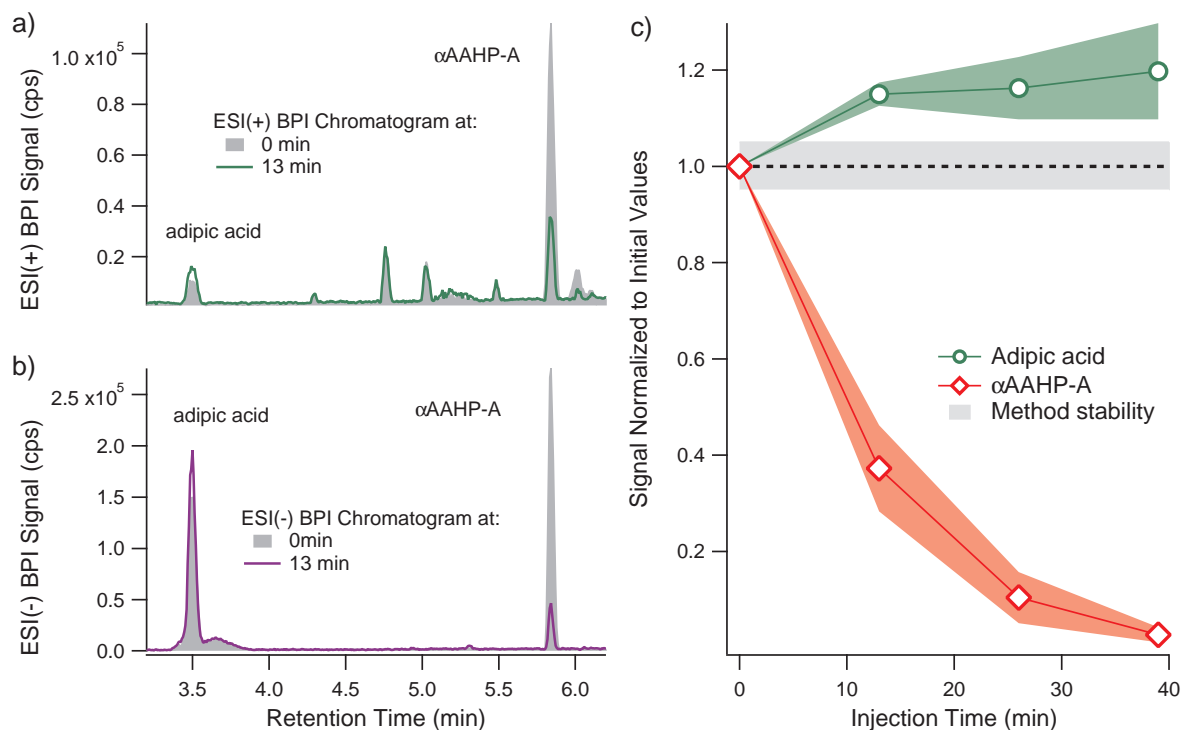 a)
ESI(+) BPI Signal (cps)
1.0 x10⁵
0.8
0.6
0.4
0.2
αAAHP-A
ESI(+) BPI Chromatogram at:
0 min
13 min
adipic acid
b)
ESI(-) BPI Signal (cps)
2.5x10⁵
2.0
1.5
1.0
0.5
0.0
adipic acid
αAAHP-A
ESI(-) BPI Chromatogram at:
0min
13 min
3.5 4.0 4.5 5.0 5.5 6.0
Retention Time (min)
c)
Signal Normalized to Initial Values
1.2
1.0
0.8
0.6
0.4
0.2
Adipic acid
αAAHP-A
Method stability
0 10 20 30 40
Injection Time (min)